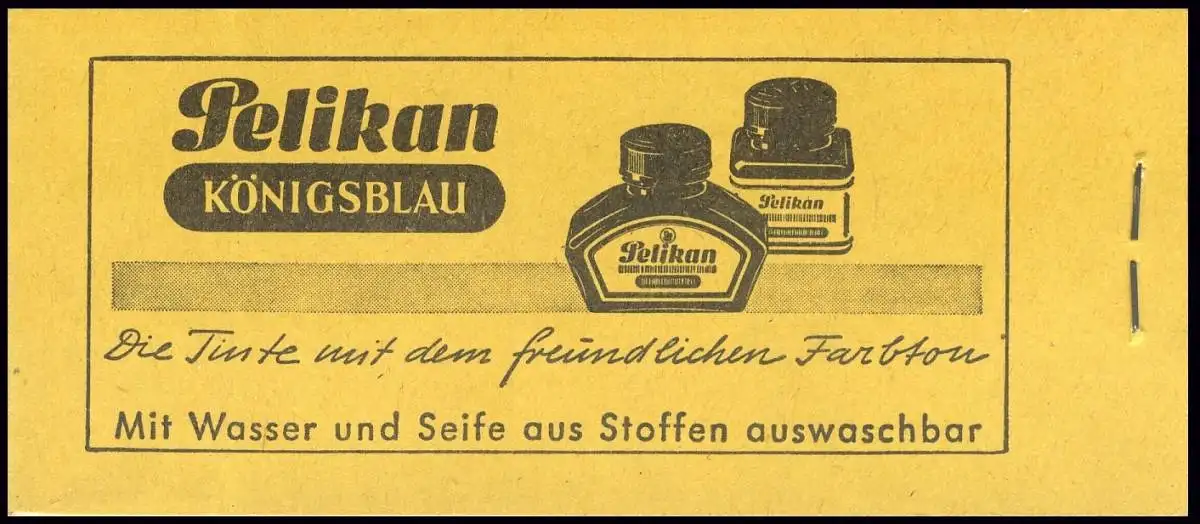 Pelikan
KÖNIGSBLAU
Pelikan
Pelikan
Die Tinte mit dem freundlichen Farbton
Mit Wasser und Seife aus Stoffen auswaschbar